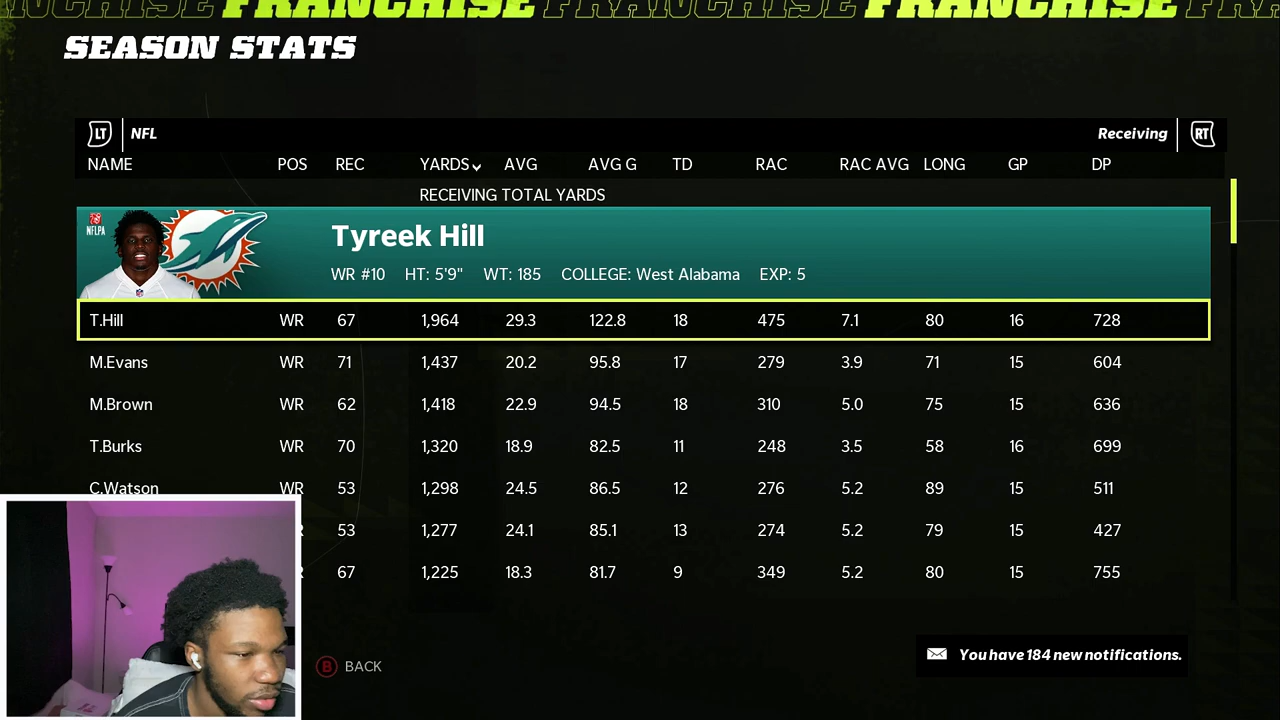 FRANCHISE FRANCHISE FRANCHISE FRANCHISE
SEASON STATS
LT NFL Receiving RT
NAME POS REC YARDS AVG AVG G TD RAC RAC AVG LONG GP DP
RECEIVING TOTAL YARDS
NFLPA
Tyreek Hill
WR #10 HT: 5'9" WT: 185 COLLEGE: West Alabama EXP: 5
T.Hill WR 67 1,964 29.3 122.8 18 475 7.1 80 16 728
M.Evans WR 71 1,437 20.2 95.8 17 279 3.9 71 15 604
M.Brown WR 62 1,418 22.9 94.5 18 310 5.0 75 15 636
T.Burks WR 70 1,320 18.9 82.5 11 248 3.5 58 16 699
C.Watson WR 53 1,298 24.5 86.5 12 276 5.2 89 15 511
53 1,277 24.1 85.1 13 274 5.2 79 15 427
67 1,225 18.3 81.7 9 349 5.2 80 15 755
B BACK
You have 184 new notifications.